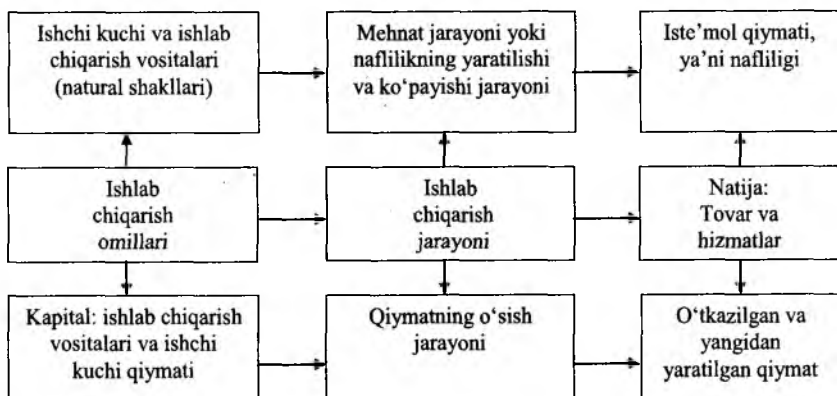 Ishchi kuchi va ishlab
chiqarish vositalari
(natural shakllari)
Mehnat jarayoni yoki
naflilikning yaratilishi
va ko‘payishi jarayoni
Iste’mol qiymati,
ya’ni nafliligi
Ishlab
chiqarish
omillari
Ishlab
chiqarish
jarayoni
Natija:
Tovar va
hizmatlar
Kapital: ishlab chiqarish
vositalari va ishchi
kuchi qiymati
Qiymatning o‘sish
jarayoni
O‘tkazilgan va
yangidan
yaratilgan qiymat